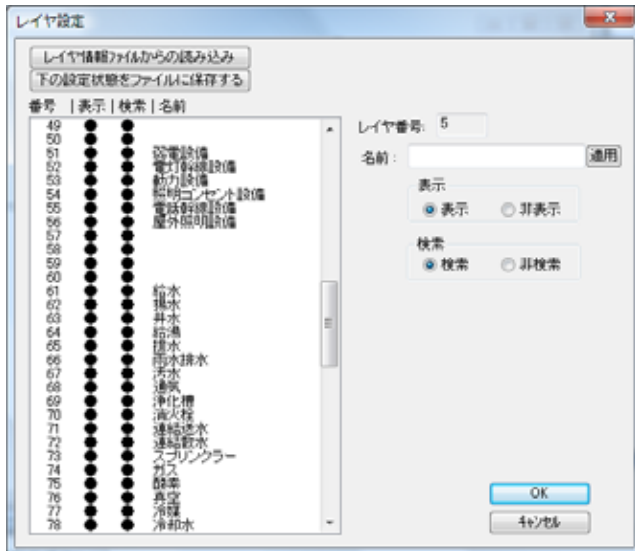 レイヤ設定
レイヤ情報ファイルからの読み込み
下の設定状態をファイルに保存する
番号 |表示|検索|名前
49 ● ●
50 ● ●
51 ● ● 弱電設備
52 ● ● 電灯幹線設備
53 ● ● 動力設備
54 ● ● 照明コンセント設備
55 ● ● 電話幹線設備
56 ● ● 屋外照明設備
57 ● ●
58 ● ●
59 ● ●
60 ● ●
61 ● ● 給水
62 ● ● 揚水
63 ● ● 井水
64 ● ● 給湯
65 ● ● 排水
66 ● ● 雨水排水
67 ● ● 汚水
68 ● ● 通気
69 ● ● 浄化槽
70 ● ● 消火栓
71 ● ● 連結送水
72 ● ● 連結散水
73 ● ● スプリンクラー
74 ● ● ガス
75 ● ● 酸素
76 ● ● 真空
77 ● ● 冷媒
78 ● ● 冷却水
レイヤ番号: 5
名前 :
適用
表示
表示 非表示
検索
検索 非検索
OK
キャンセル